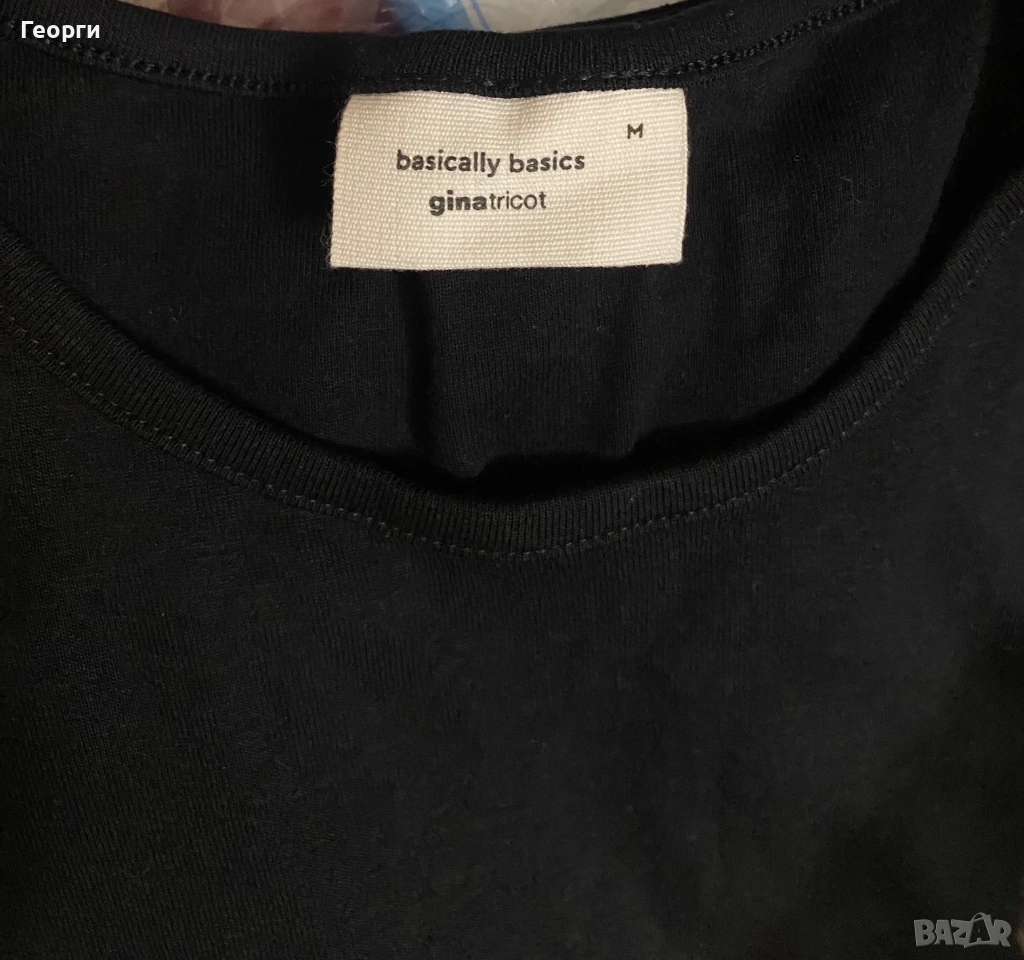 Георги
M
basically basics
ginatricot
BAZAR